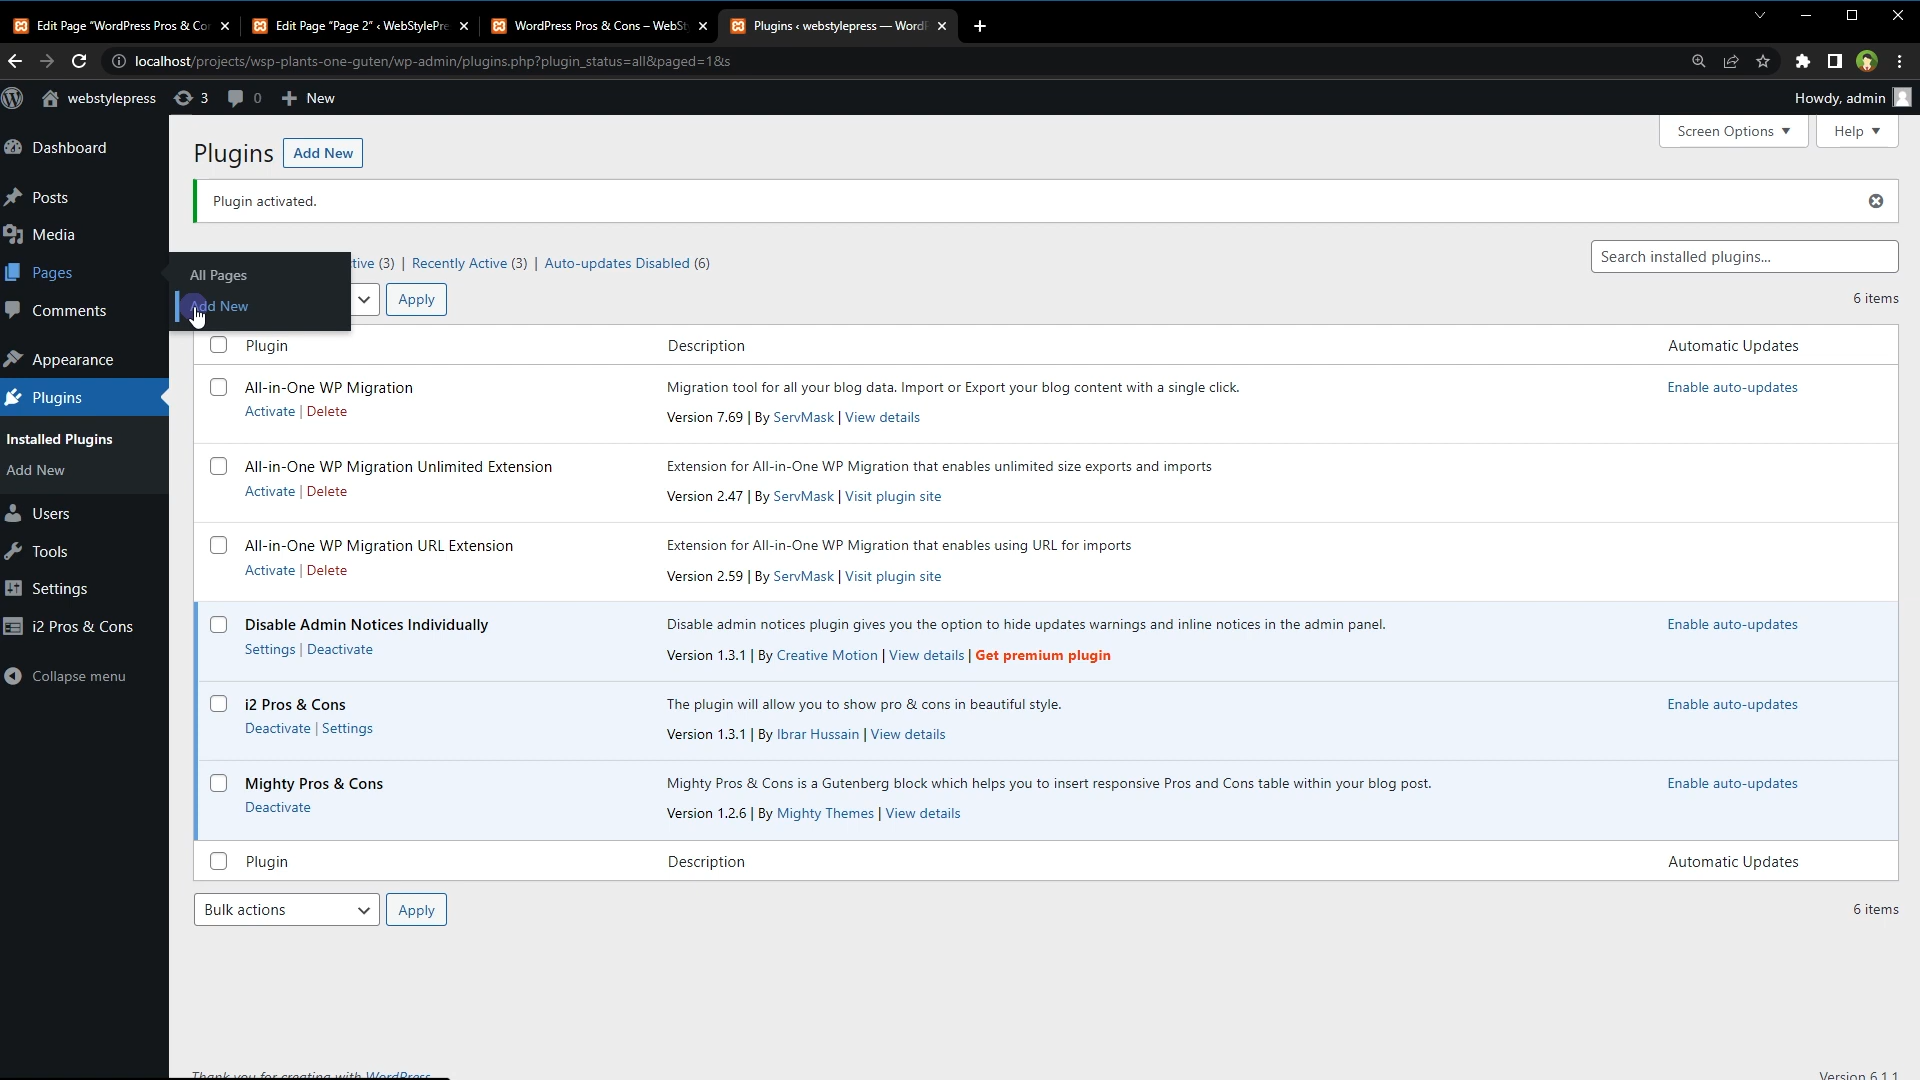 Edit Page "WordPress Pros & Co
Edit Page "Page 2" ‹ WebStylePre
WordPress Pros & Cons – WebSt
Plugins ‹ webstylepress — Word
localhost/projects/wsp-plants-one-guten/wp-admin/plugins.php?plugin_status=all&paged=1&s
webstylepress 3 0 New
Howdy, admin
Dashboard
Posts
Media
Pages
Comments
Appearance
Plugins
Installed Plugins
Add New
Users
Tools
Settings
i2 Pros & Cons
Collapse menu
All Pages
Add New
Screen Options
Help
Plugins Add New
Plugin activated.
tive (3) | Recently Active (3) | Auto-updates Disabled (6)
Search installed plugins...
Apply
6 items
Plugin Description Automatic Updates
All-in-One WP Migration
Activate | Delete
Migration tool for all your blog data. Import or Export your blog content with a single click.
Version 7.69 | By ServMask | View details
Enable auto-updates
All-in-One WP Migration Unlimited Extension
Activate | Delete
Extension for All-in-One WP Migration that enables unlimited size exports and imports
Version 2.47 | By ServMask | Visit plugin site
All-in-One WP Migration URL Extension
Activate | Delete
Extension for All-in-One WP Migration that enables using URL for imports
Version 2.59 | By ServMask | Visit plugin site
Disable Admin Notices Individually
Settings | Deactivate
Disable admin notices plugin gives you the option to hide updates warnings and inline notices in the admin panel.
Version 1.3.1 | By Creative Motion | View details | Get premium plugin
Enable auto-updates
i2 Pros & Cons
Deactivate | Settings
The plugin will allow you to show pro & cons in beautiful style.
Version 1.3.1 | By Ibrar Hussain | View details
Enable auto-updates
Mighty Pros & Cons
Deactivate
Mighty Pros & Cons is a Gutenberg block which helps you to insert responsive Pros and Cons table within your blog post.
Version 1.2.6 | By Mighty Themes | View details
Enable auto-updates
Plugin Description Automatic Updates
Bulk actions Apply
6 items
Thank you for creating with WordPress
Version 6.1.1